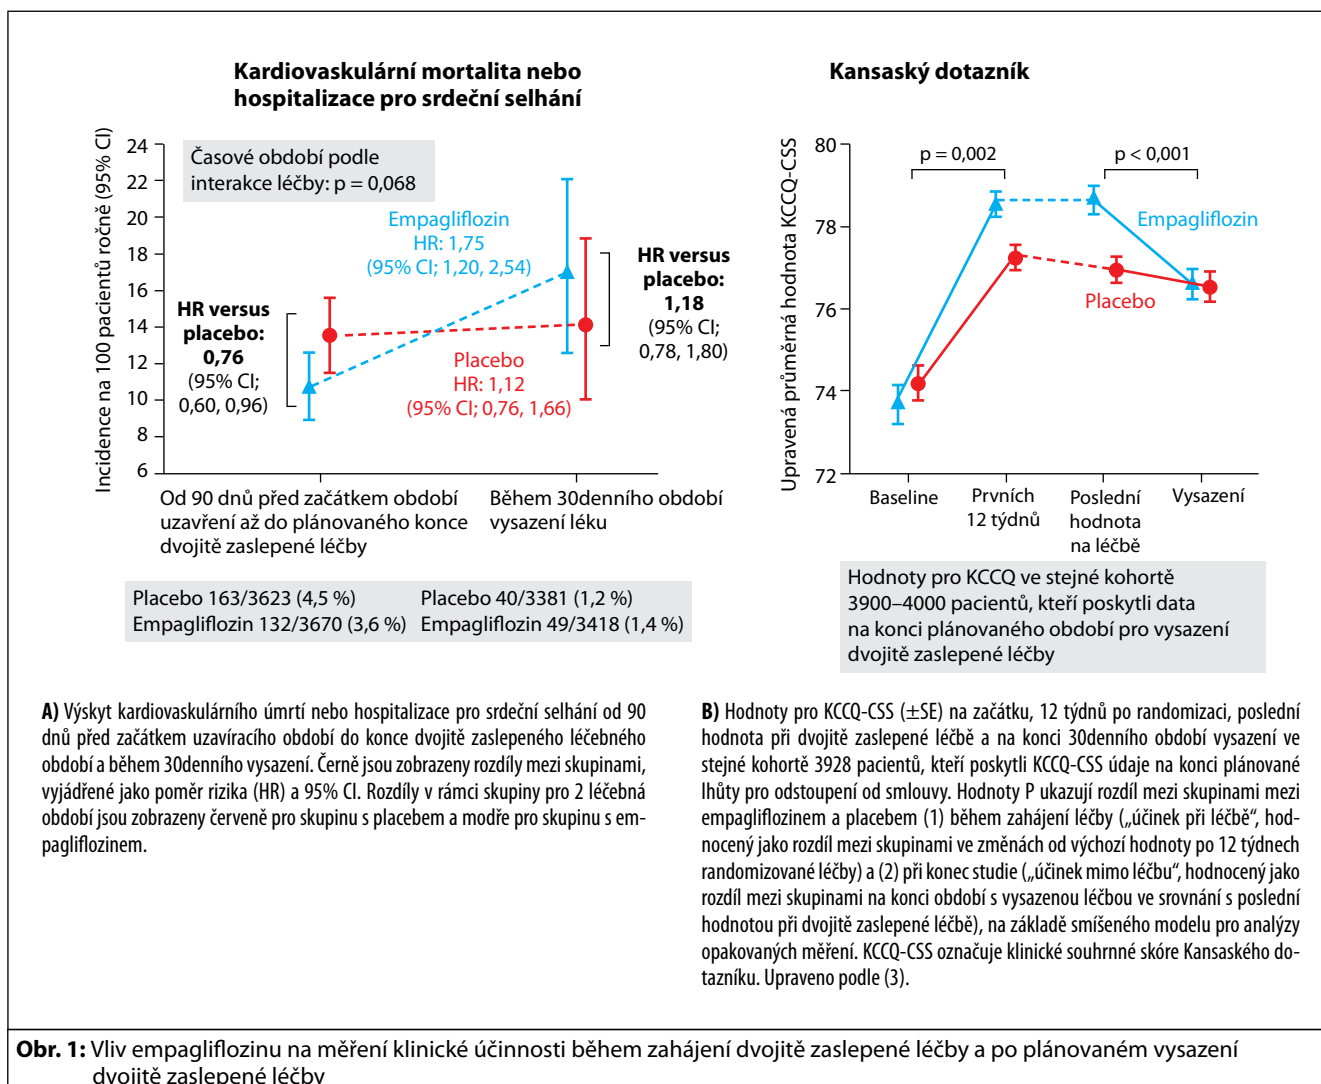 Kardiovaskulární mortalita nebo
hospitalizace pro srdeční selhání
Incidence na 100 pacientů ročně (95% CI)
24
22
20
18
16
14
12
10
8
6
Časové období podle
interakce léčby: p = 0,068
Empagliflozin
HR: 1,75
(95% CI; 1,20, 2,54)
HR versus
placebo:
0,76
(95% CI;
0,60, 0,96)
Placebo
HR: 1,12
(95% CI; 0,76, 1,66)
HR versus
placebo:
1,18
(95% CI;
0,78, 1,80)
Od 90 dnů před začátkem období
uzavření až do plánovaného konce
dvojitě zaslepené léčby
Během 30denního období
vysazení léku
Placebo 163/3623 (4,5 %)
Empagliflozin 132/3670 (3,6 %)
Placebo 40/3381 (1,2 %)
Empagliflozin 49/3418 (1,4 %)
Kansaský dotazník
Upravená průměrná hodnota KCCQ-CSS
80
78
76
74
72
p = 0,002
p < 0,001
Empagliflozin
Placebo
Baseline
Prvních
12 týdnů
Poslední
hodnota
na léčbě
Vysazení
Hodnoty pro KCCQ ve stejné kohortě
3900–4000 pacientů, kteří poskytli data
na konci plánovaného období pro vysazení
dvojitě zaslepené léčby
A) Výskyt kardiovaskulárního úmrtí nebo hospitalizace pro srdeční selhání od 90
dnů před začátkem uzavíracího období do konce dvojitě zaslepeného léčebného
období a během 30denního vysazení. Černě jsou zobrazeny rozdíly mezi skupinami,
vyjádřené jako poměr rizika (HR) a 95% CI. Rozdíly v rámci skupiny pro 2 léčebná
období jsou zobrazeny červeně pro skupinu s placebem a modře pro skupinu s em-
pagliflozinem.
B) Hodnoty pro KCCQ-CSS (±SE) na začátku, 12 týdnů po randomizaci, poslední
hodnota při dvojitě zaslepené léčbě a na konci 30denního období vysazení ve
stejné kohortě 3928 pacientů, kteří poskytli KCCQ-CSS údaje na konci plánované
lhůty pro odstoupení od smlouvy. Hodnoty P ukazují rozdíl mezi skupinami mezi
empagliflozinem a placebem (1) během zahájení léčby („účinek při léčbě“, hod-
nocený jako rozdíl mezi skupinami ve změnách od výchozí hodnoty po 12 týdnech
randomizované léčby) a (2) při konec studie („účinek mimo léčbu“, hodnocený jako
rozdíl mezi skupinami na konci období s vysazenou léčbou ve srovnání s poslední
hodnotou při dvojitě zaslepené léčbě), na základě smíšeného modelu pro analýzy
opakovaných měření. KCCQ-CSS označuje klinické souhrnné skóre Kansaského do-
tazníku. Upraveno podle (3).
Obr. 1: Vliv empagliflozinu na měření klinické účinnosti během zahájení dvojitě zaslepené léčby a po plánovaném vysazení
dvojitě zaslepené léčby